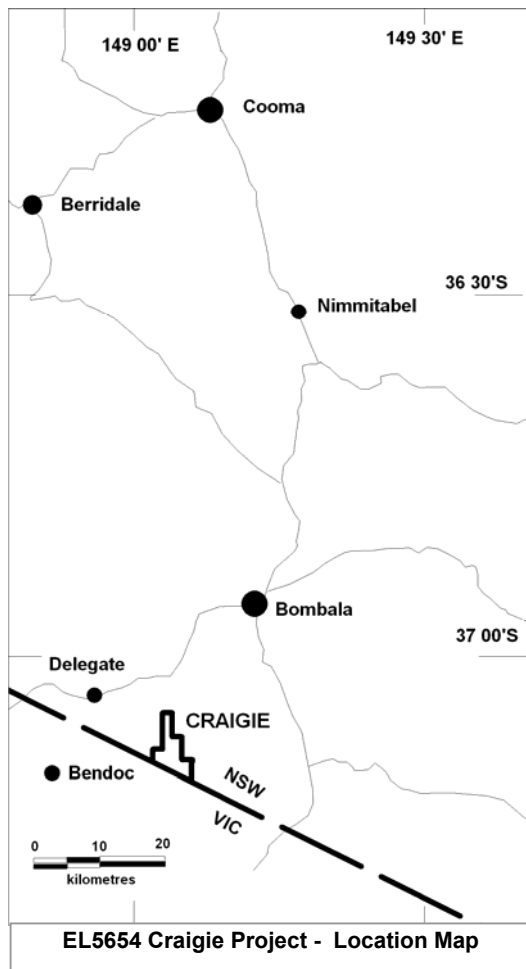 149 00' E
149 30' E
Cooma
Berridale
36 30'S
Nimmitabel
Bombala
37 00'S
Delegate
CRAIGIE
Bendoc
NSW
VIC
0 10 20
kilometres
EL5654 Craigie Project - Location Map